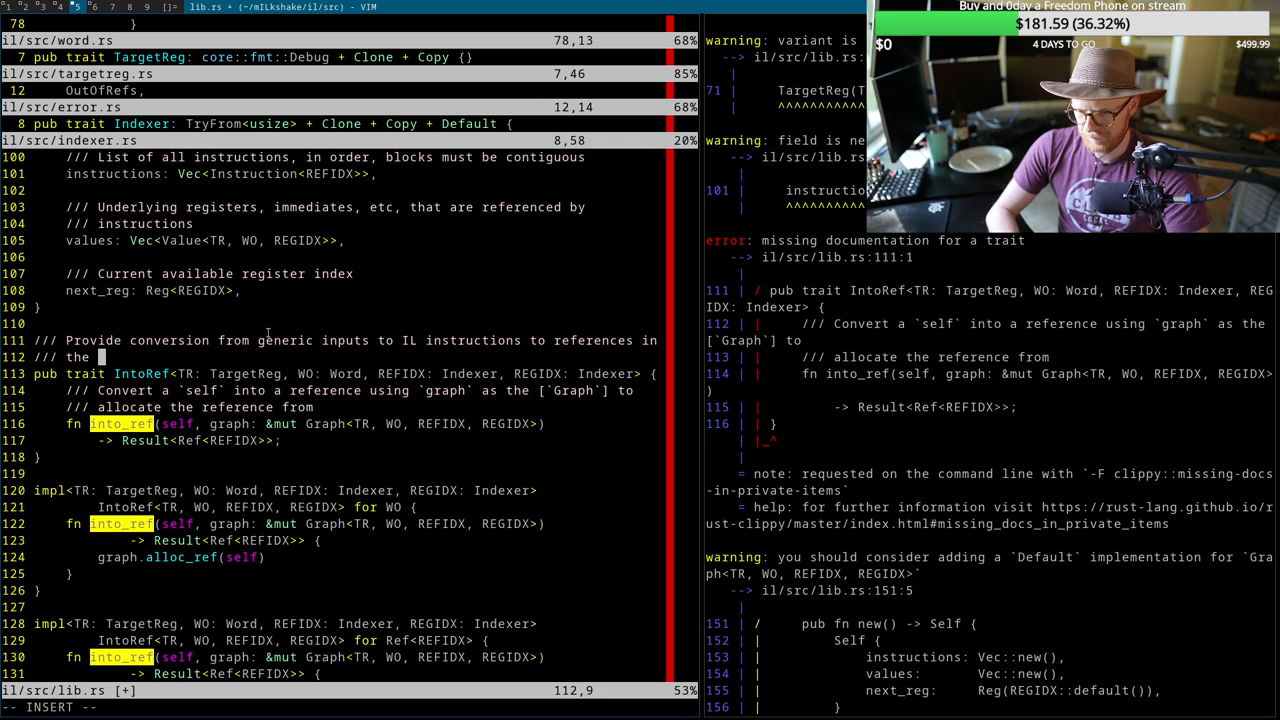 1 2 3 4 5 6 7 8 9 []= lib.rs + (~/mILkshake/il/src) - VIM
78 }
il/src/word.rs 78,13 68%
7 pub trait TargetReg: core::fmt::Debug + Clone + Copy {}
il/src/targetreg.rs 7,46 85%
12 OutOfRefs,
il/src/error.rs 12,14 68%
8 pub trait Indexer: TryFrom<usize> + Clone + Copy + Default {
il/src/indexer.rs 8,58 20%
100 /// List of all instructions, in order, blocks must be contiguous
101 instructions: Vec<Instruction<REFIDX>>,
102
103 /// Underlying registers, immediates, etc, that are referenced by
104 /// instructions
105 values: Vec<Value<TR, WO, REGIDX>>,
106
107 /// Current available register index
108 next_reg: Reg<REGIDX>,
109 }
110
111 /// Provide conversion from generic inputs to IL instructions to references in
112 /// the
113 pub trait IntoRef<TR: TargetReg, WO: Word, REFIDX: Indexer, REGIDX: Indexer> {
114 /// Convert a `self` into a reference using `graph` as the [`Graph`] to
115 /// allocate the reference from
116 fn into_ref(self, graph: &mut Graph<TR, WO, REFIDX, REGIDX>)
117 -> Result<Ref<REFIDX>>;
118 }
119
120 impl<TR: TargetReg, WO: Word, REFIDX: Indexer, REGIDX: Indexer>
121 IntoRef<TR, WO, REFIDX, REGIDX> for WO {
122 fn into_ref(self, graph: &mut Graph<TR, WO, REFIDX, REGIDX>)
123 -> Result<Ref<REFIDX>> {
124 graph.alloc_ref(self)
125 }
126 }
127
128 impl<TR: TargetReg, WO: Word, REFIDX: Indexer, REGIDX: Indexer>
129 IntoRef<TR, WO, REFIDX, REGIDX> for Ref<REFIDX> {
130 fn into_ref(self, graph: &mut Graph<TR, WO, REFIDX, REGIDX>)
131 -> Result<Ref<REFIDX>> {
il/src/lib.rs [+] 112,9 53%
-- INSERT --
warning: variant is
--> il/src/lib.rs:
|
71 | TargetReg(T
| ^^^^^^^^^^^
warning: field is ne
--> il/src/lib.rs
|
101 | instructio
| ^^^^^^^^^^
error: missing documentation for a trait
--> il/src/lib.rs:111:1
|
111 | / pub trait IntoRef<TR: TargetReg, WO: Word, REFIDX: Indexer, REG
IDX: Indexer> {
112 | | /// Convert a `self` into a reference using `graph` as the
[`Graph`] to
113 | | /// allocate the reference from
114 | | fn into_ref(self, graph: &mut Graph<TR, WO, REFIDX, REGIDX>
)
115 | | -> Result<Ref<REFIDX>>;
116 | | }
| |_^
|
= note: requested on the command line with `-F clippy::missing-docs
-in-private-items`
= help: for further information visit https://rust-lang.github.io/r
ust-clippy/master/index.html#missing_docs_in_private_items
warning: you should consider adding a `Default` implementation for `Gra
ph<TR, WO, REFIDX, REGIDX>`
--> il/src/lib.rs:151:5
|
151 | / pub fn new() -> Self {
152 | | Self {
153 | | instructions: Vec::new(),
154 | | values: Vec::new(),
155 | | next_reg: Reg(REGIDX::default()),
156 | | }
Buy and 0day a Freedom Phone on stream
$181.59 (36.32%)
$0 4 DAYS TO GO $499.99